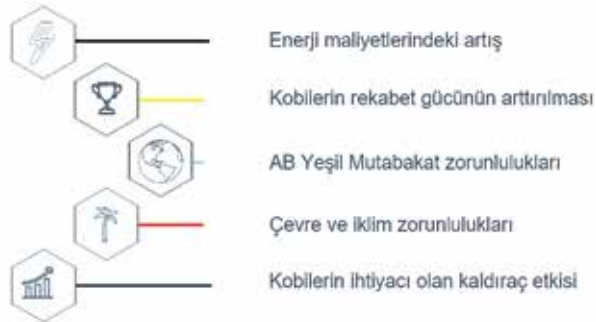 Enerji maliyetlerindeki artış
Kobilerin rekabet gücünün arttırılması
AB Yeşil Mutabakat zorunlulukları
Çevre ve iklim zorunlulukları
Kobilerin ihtiyacı olan kaldıraç etkisi